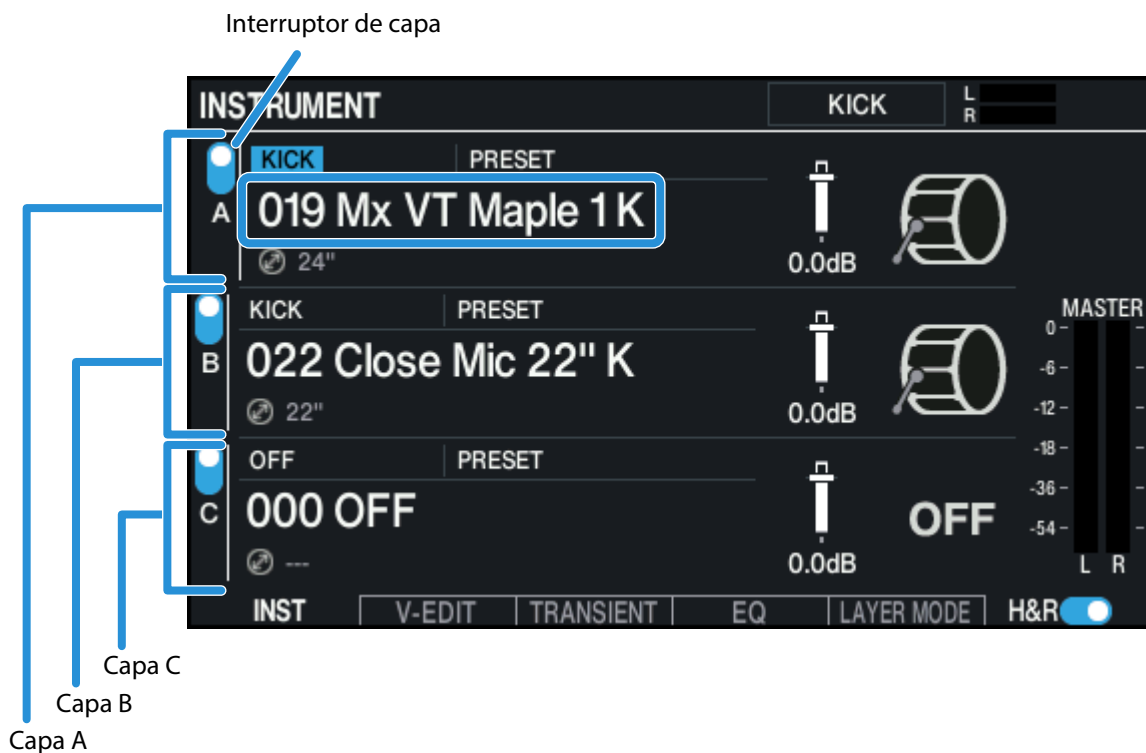 Interruptor de capa
INSTRUMENT
KICK
L
R
KICK
PRESET
A
019 Mx VT Maple 1 K
24"
0.0dB
KICK
PRESET
B
022 Close Mic 22" K
22"
0.0dB
MASTER
0
-6
-12
-18
-36
-54
L R
OFF
PRESET
C
000 OFF
---
0.0dB
OFF
INST
V-EDIT
TRANSIENT
EQ
LAYER MODE
H&R
Capa C
Capa B
Capa A